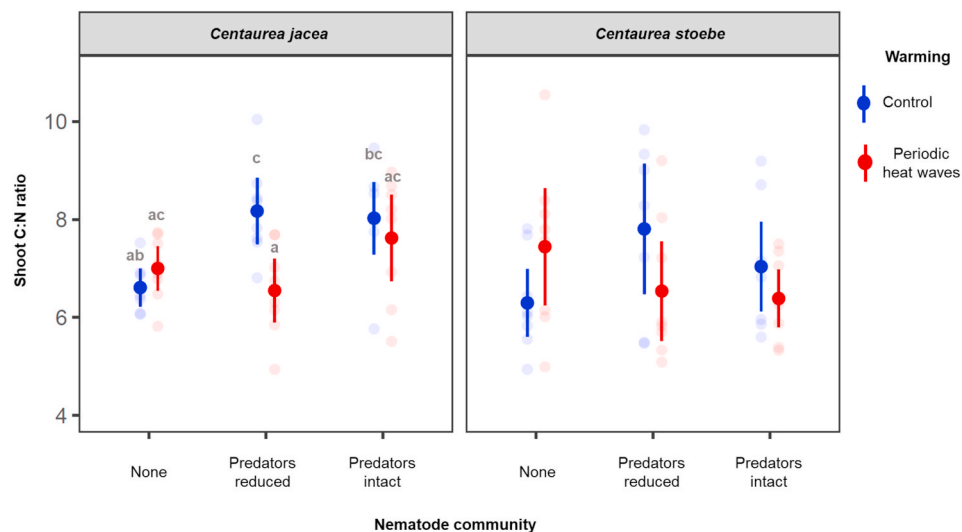 Centaurea jacea
Centaurea stoebe
Warming
Control
Periodic
heat waves
Shoot C:N ratio
10
8
6
4
ab
ac
c
a
bc
ac
None
Predators
reduced
Predators
intact
None
Predators
reduced
Predators
intact
Nematode community